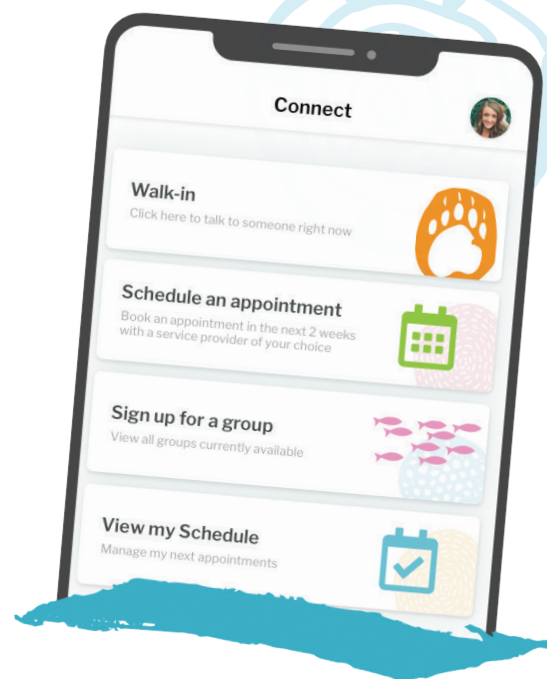 Connect
Walk-in
Click here to talk to someone right now
Schedule an appointment
Book an appointment in the next 2 weeks
with a service provider of your choice
Sign up for a group
View all groups currently available
View my Schedule
Manage my next appointments